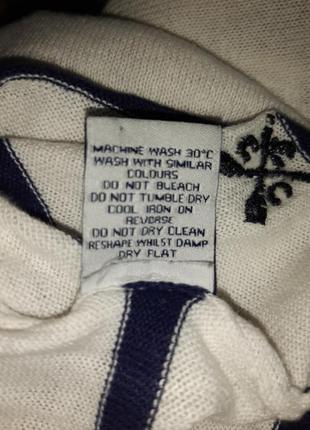 MACHINE WASH 30°C
WASH WITH SIMILAR
COLOURS
DO NOT BLEACH
DO NOT TUMBLE DRY
COOL IRON ON
REVERSE
DO NOT DRY CLEAN
RESHAPE WHILST DAMP
DRY FLAT